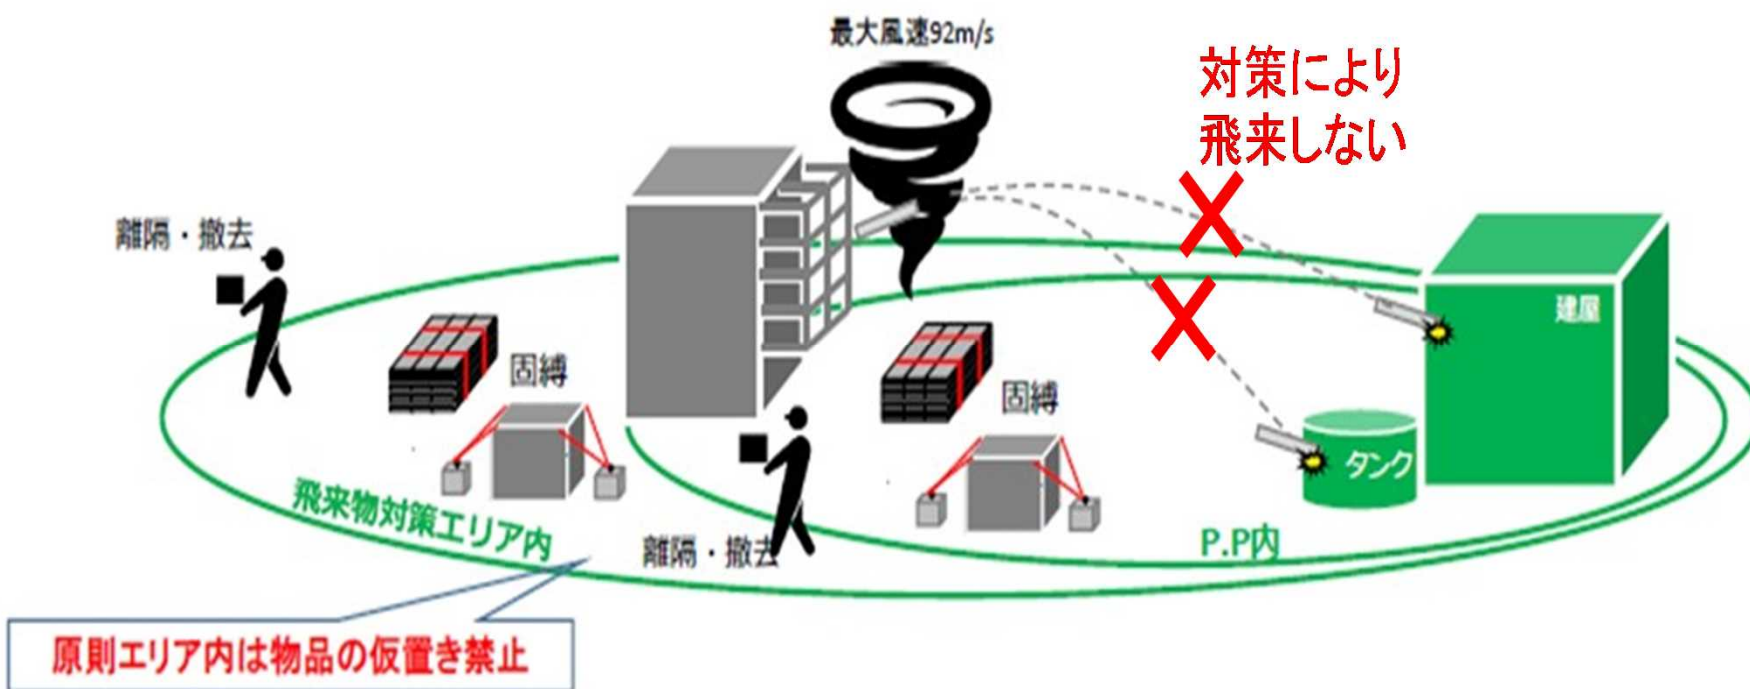 最大風速92m/s
対策により
飛来しない
離隔・撤去
建屋
固縛
固縛
タンク
飛来物対策エリア内
離隔・撤去
P.P内
原則エリア内は物品の仮置き禁止